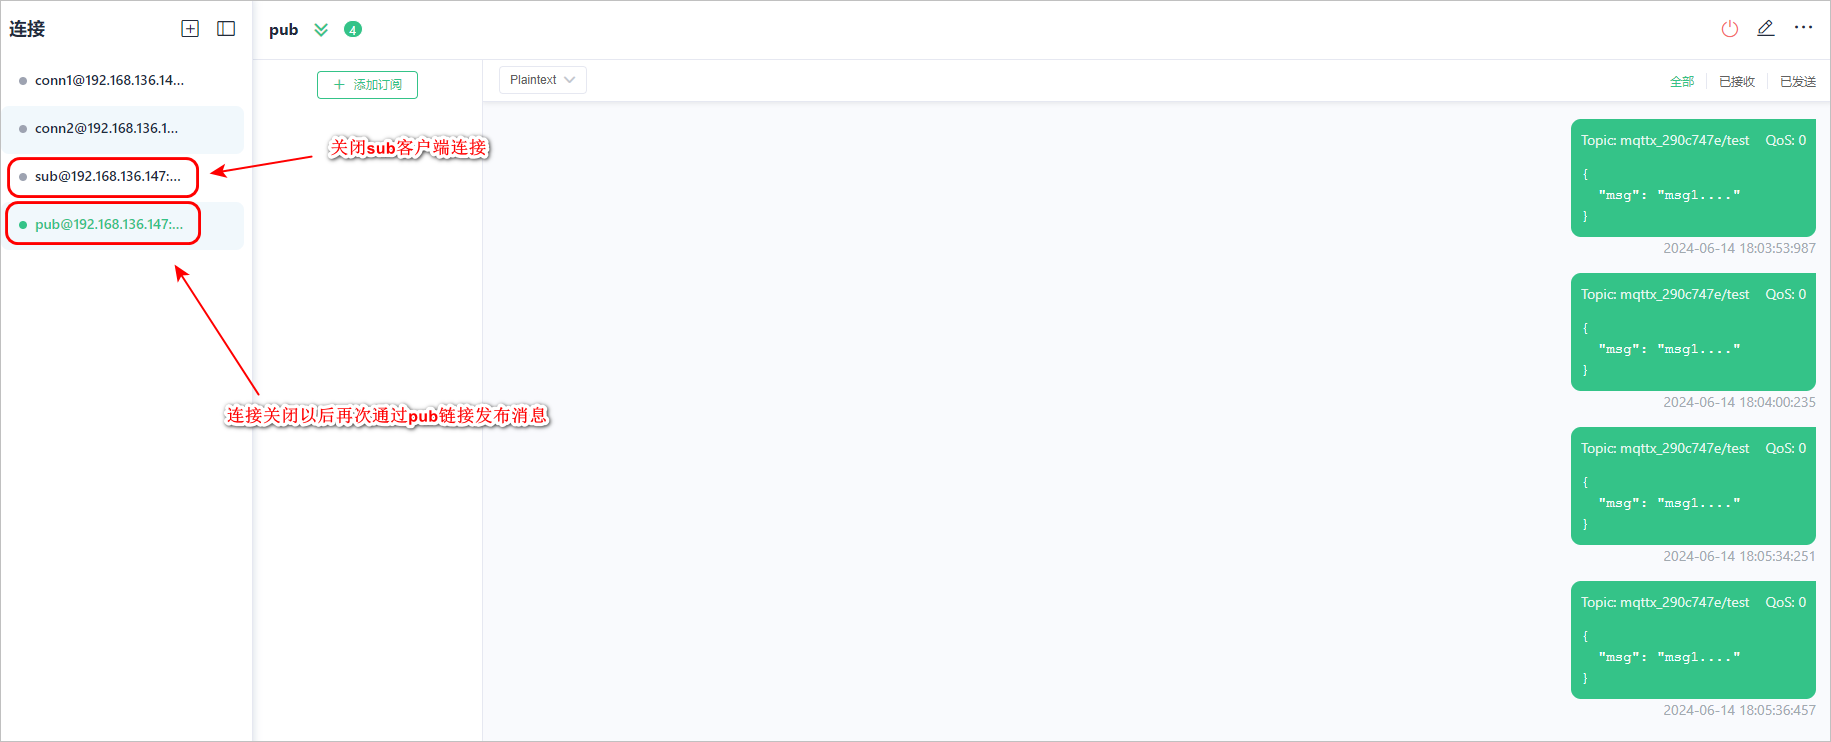 连接
conn1@192.168.136.14...
conn2@192.168.136.1...
sub@192.168.136.147:...
pub@192.168.136.147:...
关闭sub客户端连接
连接关闭以后再次通过pub链接发布消息
pub 4
添加订阅
Plaintext
全部 已接收 已发送
Topic: mqttx_290c747e/test QoS: 0
{
"msg": "msg1...."
}
2024-06-14 18:03:53:987
Topic: mqttx_290c747e/test QoS: 0
{
"msg": "msg1...."
}
2024-06-14 18:04:00:235
Topic: mqttx_290c747e/test QoS: 0
{
"msg": "msg1...."
}
2024-06-14 18:05:34:251
Topic: mqttx_290c747e/test QoS: 0
{
"msg": "msg1...."
}
2024-06-14 18:05:36:457